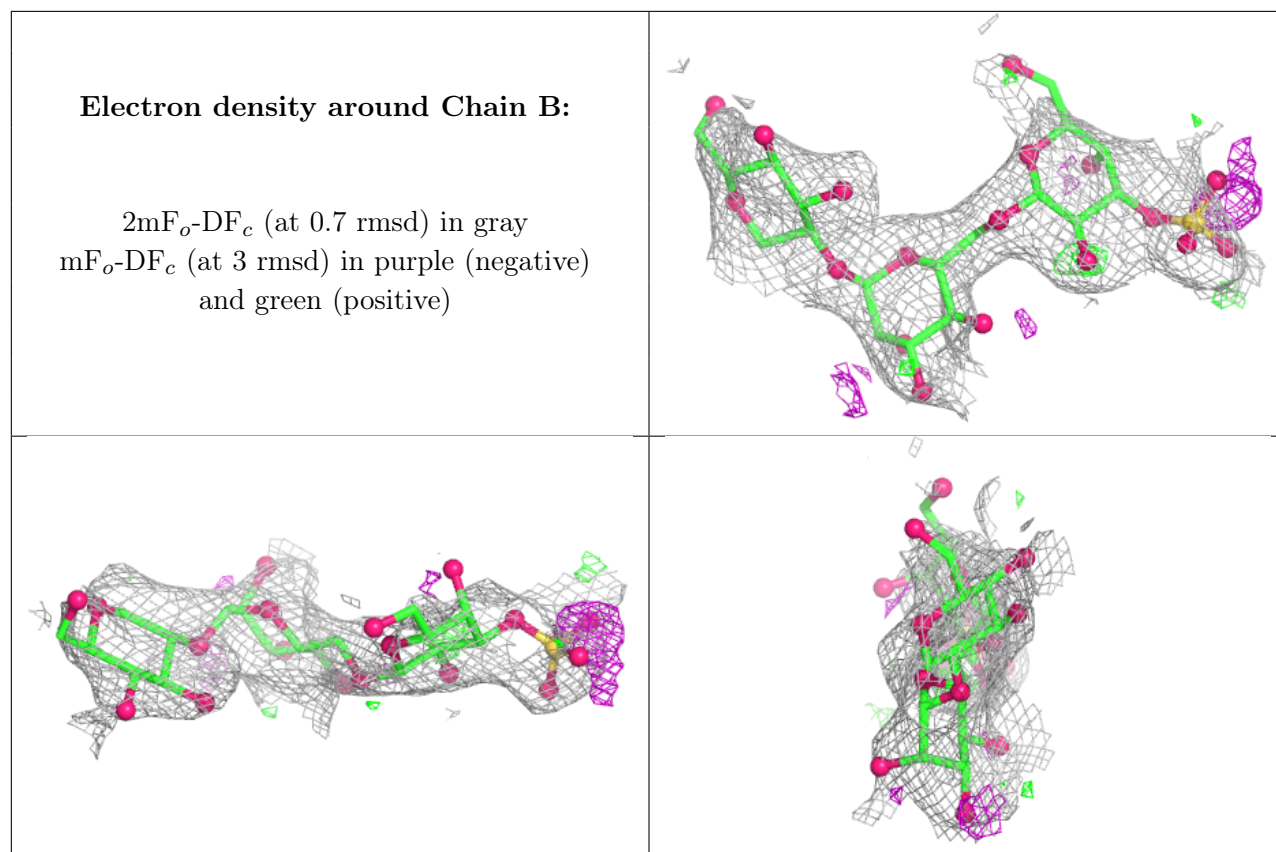 Electron density around Chain B:
2mFo-DFc (at 0.7 rmsd) in gray
mFo-DFc (at 3 rmsd) in purple (negative)
and green (positive)